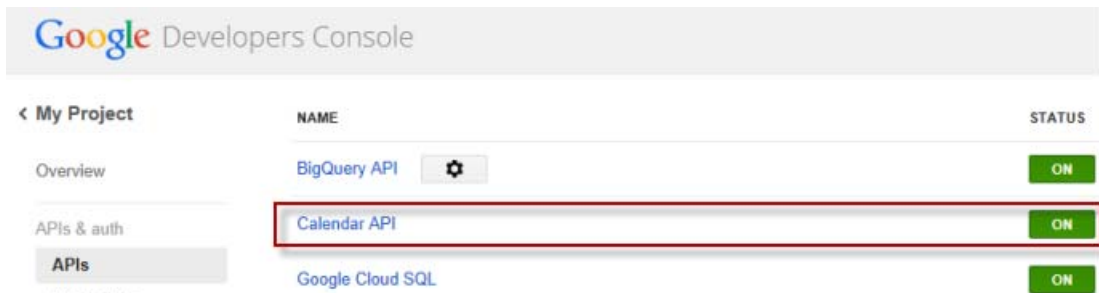 Google Developers Console
< My Project
NAME
STATUS
Overview
BigQuery API
ON
APIs & auth
Calendar API
ON
APIs
Google Cloud SQL
ON